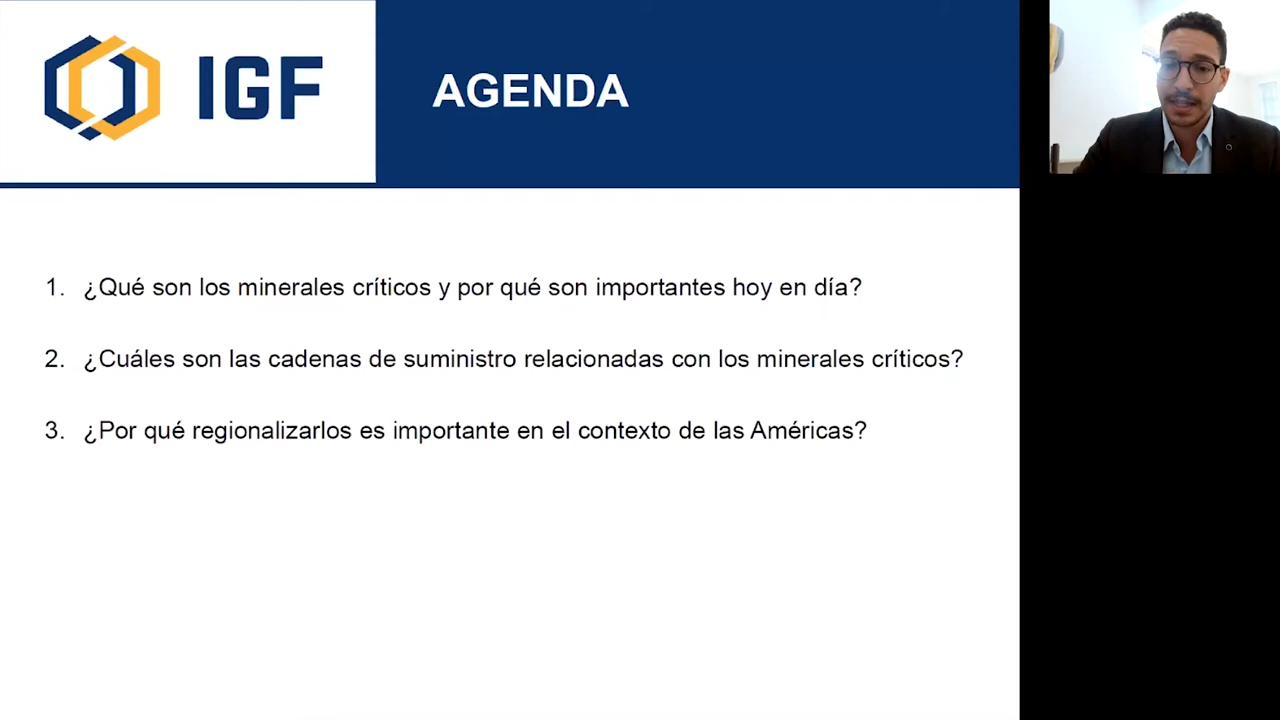 IGF
AGENDA
1. ¿Qué son los minerales críticos y por qué son importantes hoy en día?
2. ¿Cuáles son las cadenas de suministro relacionadas con los minerales críticos?
3. ¿Por qué regionalizarlos es importante en el contexto de las Américas?